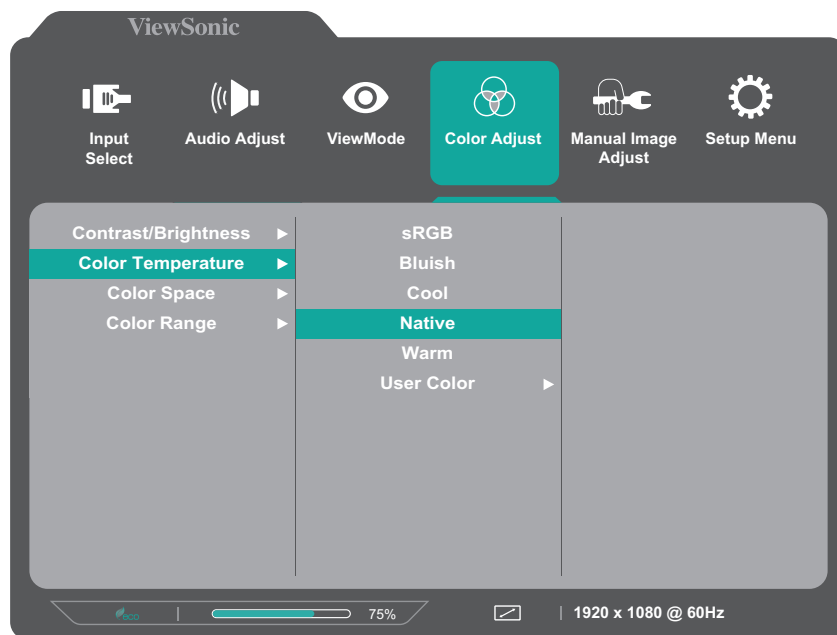 ViewSonic
Input Select
Audio Adjust
ViewMode
Color Adjust
Manual Image Adjust
Setup Menu
Contrast/Brightness
Color Temperature
Color Space
Color Range
sRGB
Bluish
Cool
Native
Warm
User Color
eco
75%
1920 x 1080 @ 60Hz